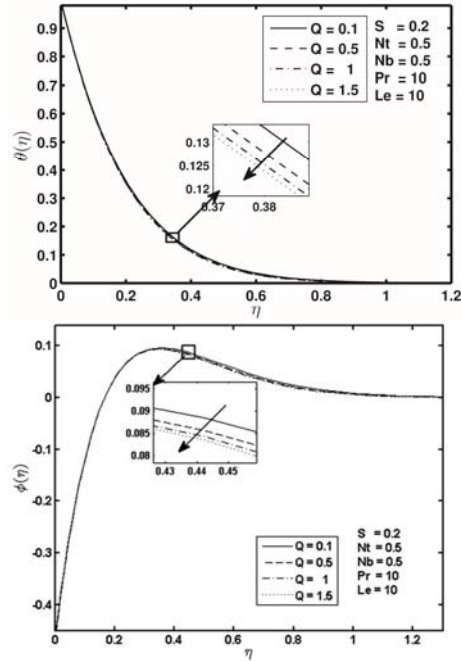 Q = 0.1
Q = 0.5
Q = 1
Q = 1.5
S = 0.2
Nt = 0.5
Nb = 0.5
Pr = 10
Le = 10
0.9
0.8
0.7
0.6
0.5
0.4
0.3
0.2
0.1
0
θ(η)
0.13
0.125
0.12
0.37 0.38
0 0.2 0.4 0.6 0.8 1 1.2
η
0.1
0
-0.1
-0.2
-0.3
-0.4
ϕ(η)
0.095
0.09
0.085
0.08
0.43 0.44 0.45
Q = 0.1
Q = 0.5
Q = 1
Q = 1.5
S = 0.2
Nt = 0.5
Nb = 0.5
Pr = 10
Le = 10
0 0.2 0.4 0.6 0.8 1.0 1.2
η